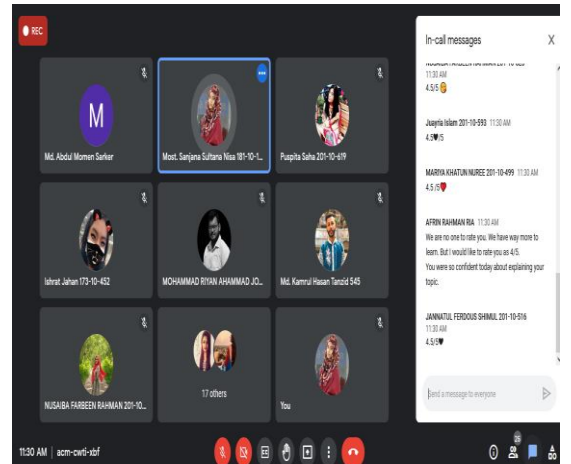 REC
In-call messages
11:30 AM
4.5/5
Juayria Islam 201-10-593 11:30 AM
4.5♥/5
MARIYA KHATUN NUREE 201-10-499 11:30 AM
4.5 /5
AFRIN RAHMAN RIA 11:30 AM
We are no one to rate you. We have way more to
learn. But I would like to rate you as 4/5.
You were so confident today about explaining your
topic.
JANNATUL FERDOUS SHIMUL 201-10-516
11:30 AM
4.5/5♥
Send a message to everyone
M
Md. Abdul Momen Sarker
Most. Sanjana Sultana Nisa 181-10-1...
Puspita Saha 201-10-619
Ishrat Jahan 173-10-452
MOHAMMAD RIYAN AHAMMAD JO...
Md. Kamrul Hasan Tanzid 545
NUSAIBA FARBEEN RAHMAN 201-10...
17 others
You
11:30 AM | acm-cwti-xbf